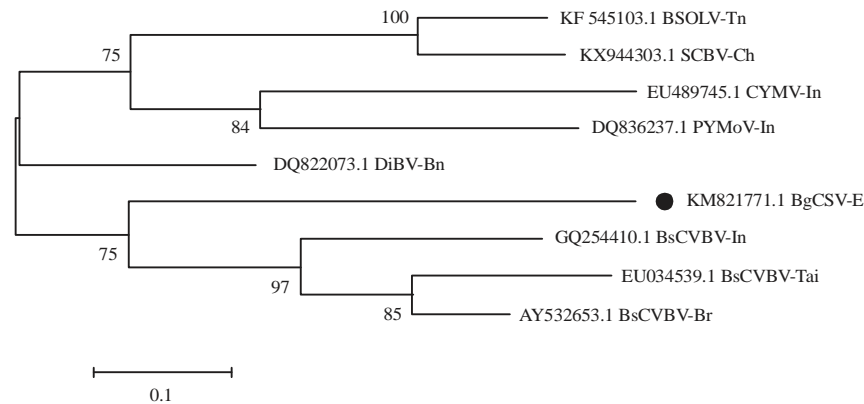 100
KF 545103.1 BSOLV-Tn
75
KX944303.1 SCBV-Ch
EU489745.1 CYMV-In
84
DQ836237.1 PYMoV-In
DQ822073.1 DiBV-Bn
KM821771.1 BgCSV-E
75
GQ254410.1 BsCVBV-In
97
EU034539.1 BsCVBV-Tai
85
AY532653.1 BsCVBV-Br
0.1